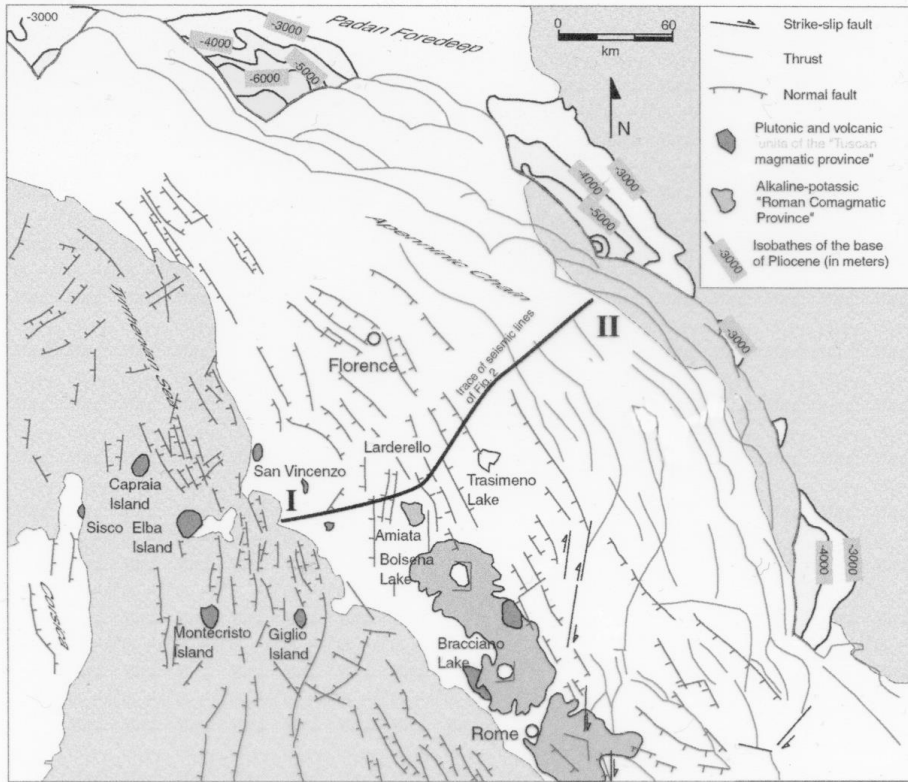 -3000
-4000
-3000
-5000
-6000
Padan Foredeep
0
60
km
N
Strike-slip fault
Thrust
Normal fault
Plutonic and volcanic
units of the "Tuscan
magmatic province"
Alkaline-potassic
"Roman Comagmatic
Province"
-3000
Isobathes of the base
of Pliocene (in meters)
-4000
-3000
-5000
Apenninic Chain
Tyrrhenian Sea
II
-3000
Florence
trace of seismic lines
of Fig. 2
Larderello
San Vincenzo
Trasimeno
Lake
Capraia
Island
I
Sisco
Elba
Island
Amiata
Bolsena
Lake
-4000
-3000
Corsica
Montecristo
Island
Giglio
Island
Bracciano
Lake
Rome